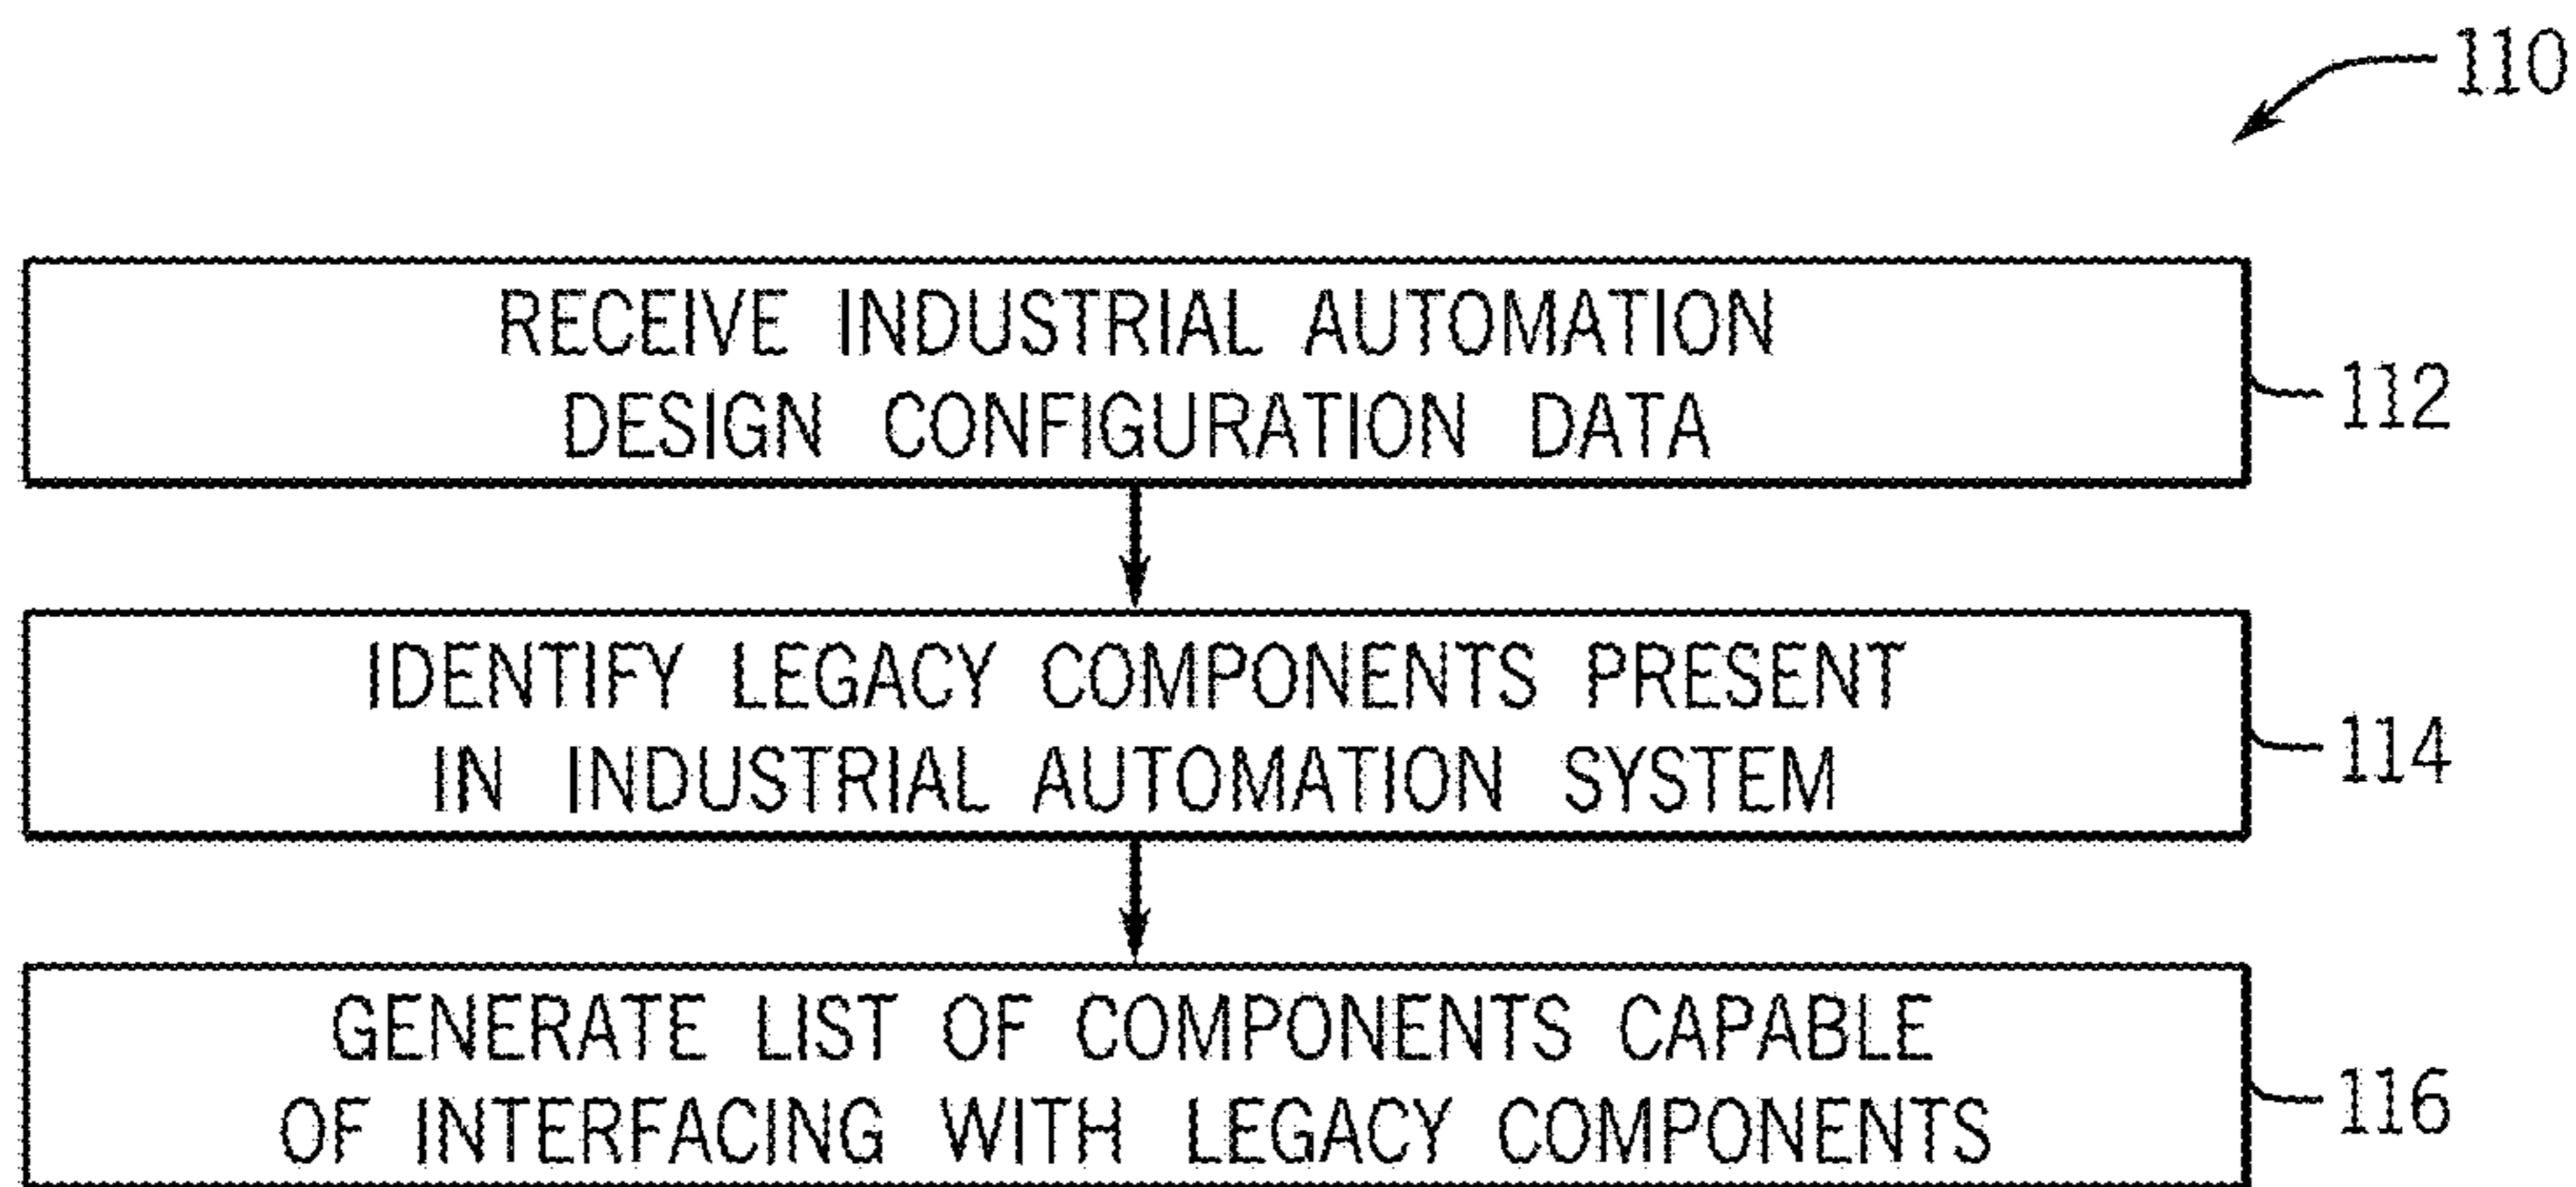 110
RECEIVE INDUSTRIAL AUTOMATION
DESIGN CONFIGURATION DATA
112
IDENTIFY LEGACY COMPONENTS PRESENT
IN INDUSTRIAL AUTOMATION SYSTEM
114
GENERATE LIST OF COMPONENTS CAPABLE
OF INTERFACING WITH LEGACY COMPONENTS
116